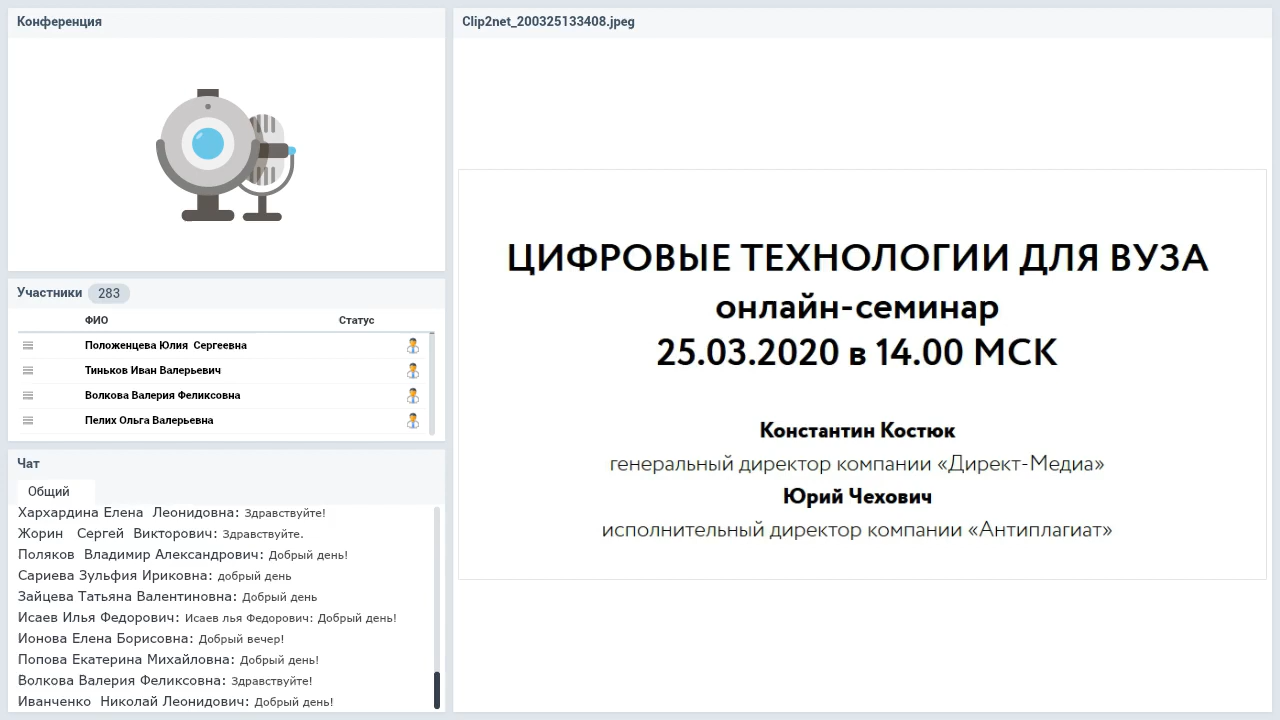 Конференция
Участники 283
ФИО Статус
Положенцева Юлия Сергеевна
Тиньков Иван Валерьевич
Волкова Валерия Феликсовна
Пелих Ольга Валерьевна
Чат
Общий
Хархардина Елена Леонидовна: Здравствуйте!
Жорин Сергей Викторович: Здравствуйте.
Поляков Владимир Александрович: Добрый день!
Сариева Зульфия Ириковна: добрый день
Зайцева Татьяна Валентиновна: Добрый день
Исаев Илья Федорович: Исаев лья Федорович: Добрый день!
Ионова Елена Борисовна: Добрый вечер!
Попова Екатерина Михайловна: Добрый день!
Волкова Валерия Феликсовна: Здравствуйте!
Иванченко Николай Леонидович: Добрый день!
Clip2net_200325133408.jpeg
ЦИФРОВЫЕ ТЕХНОЛОГИИ ДЛЯ ВУЗА
онлайн-семинар
25.03.2020 в 14.00 МСК
Константин Костюк
генеральный директор компании «Директ-Медиа»
Юрий Чехович
исполнительный директор компании «Антиплагиат»